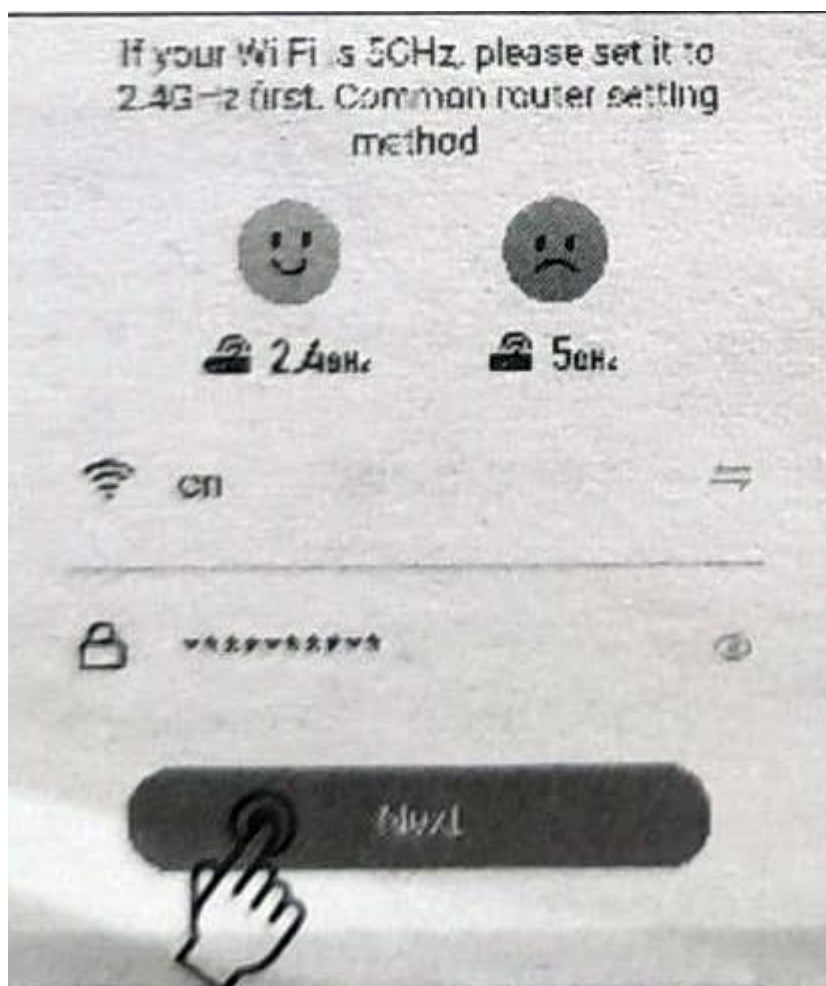 If your Wi Fi is 5GHz, please set it to
2.4GHz first. Common router setting
method
2.4GHz
5GHz
cn
**********
Next